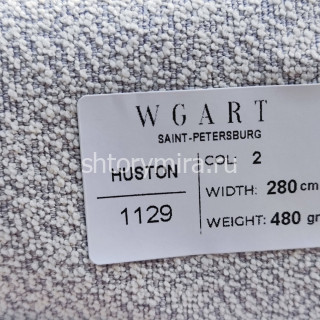 WGART
SAINT-PETERSBURG
HUSTON
1129
COL: 2
WIDTH: 280 cm
WEIGHT: 480 gr
shtorymira.ru